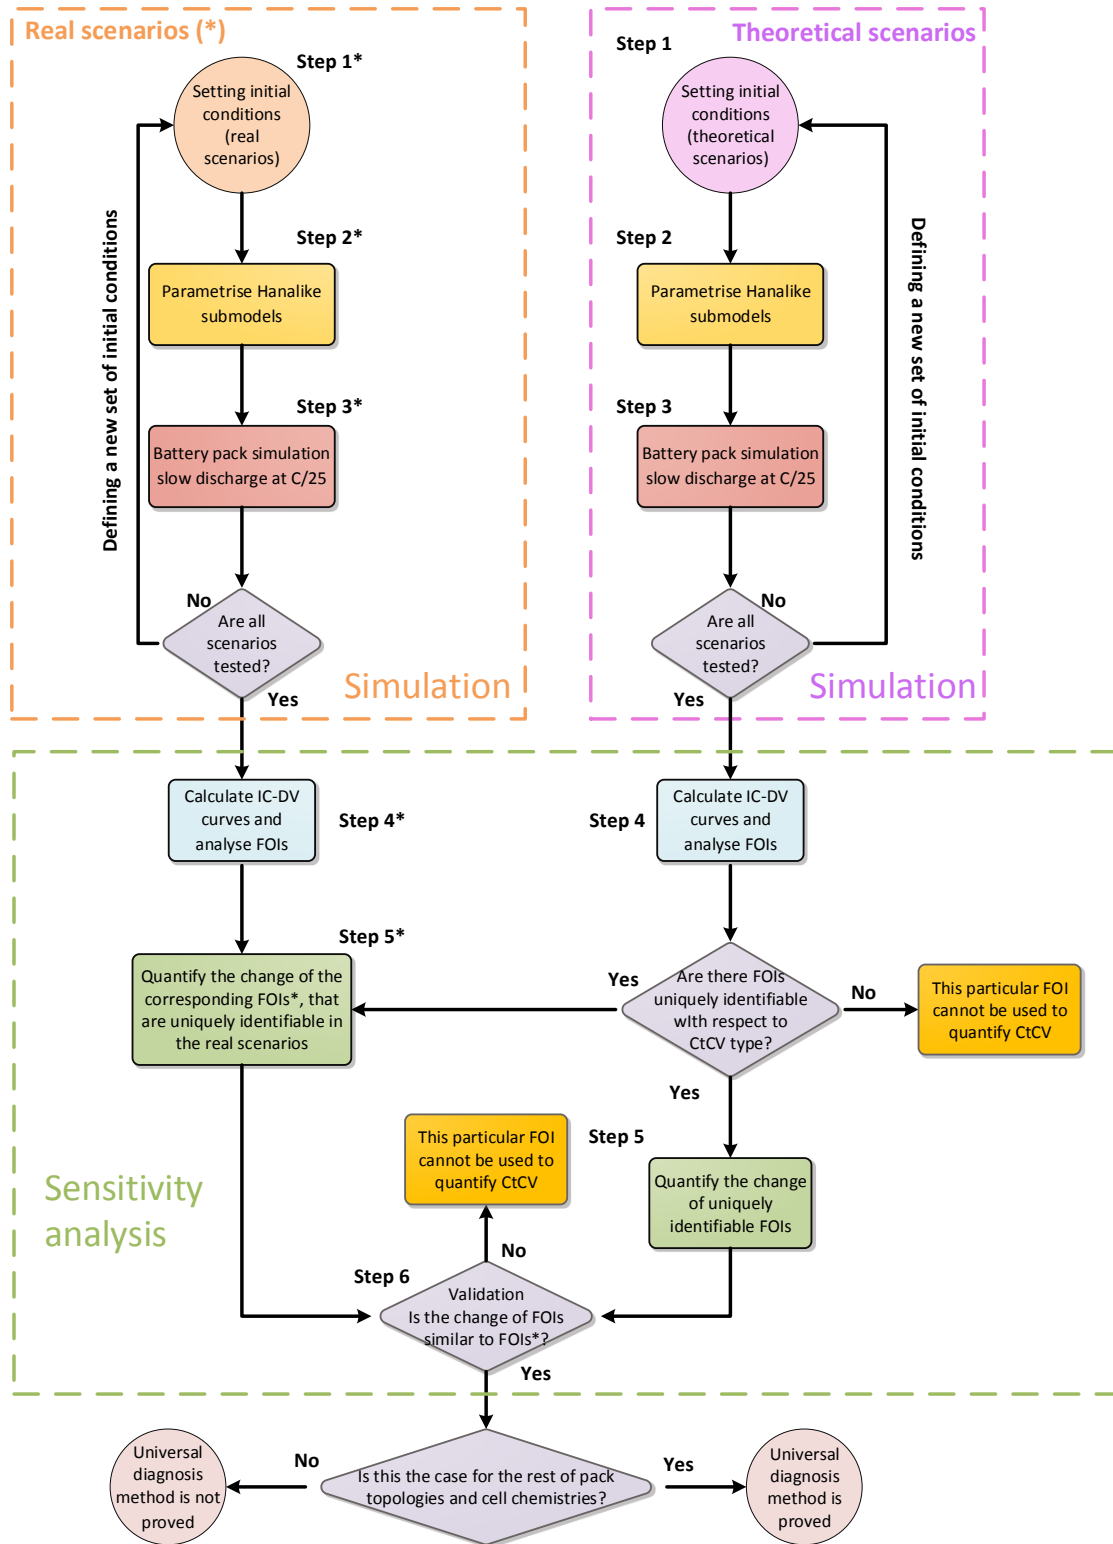 Real scenarios (*)
Step 1*
Setting initial
conditions
(real
scenarios)
Step 2*
Parametrise Hanalike
submodels
Step 3*
Battery pack simulation
slow discharge at C/25
Defining a new set of initial conditions
No
Are all
scenarios
tested?
Yes
Simulation
Theoretical scenarios
Step 1
Setting initial
conditions
(theoretical
scenarios)
Step 2
Parametrise Hanalike
submodels
Step 3
Battery pack simulation
slow discharge at C/25
Defining a new set of initial conditions
No
Are all
scenarios
tested?
Yes
Simulation
Calculate IC-DV
curves and
analyse FOIs
Step 4*
Step 4
Calculate IC-DV
curves and
analyse FOIs
Step 5*
Quantify the change of the
corresponding FOIs*, that
are uniquely identifiable in
the real scenarios
Yes
Are there FOIs
uniquely identifiable
wIth respect to
CtCV type?
No
This particular FOI
cannot be used to
quantify CtCV
Yes
Step 5
Quantify the change
of uniquely
identifiable FOIs
This particular FOI
cannot be used to
quantify CtCV
No
Sensitivity
analysis
Step 6
Validation
Is the change of FOIs
similar to FOIs*?
Yes
Is this the case for the rest of pack
topologies and cell chemistries?
No
Universal
diagnosis
method is not
proved
Yes
Universal
diagnosis
method is
proved